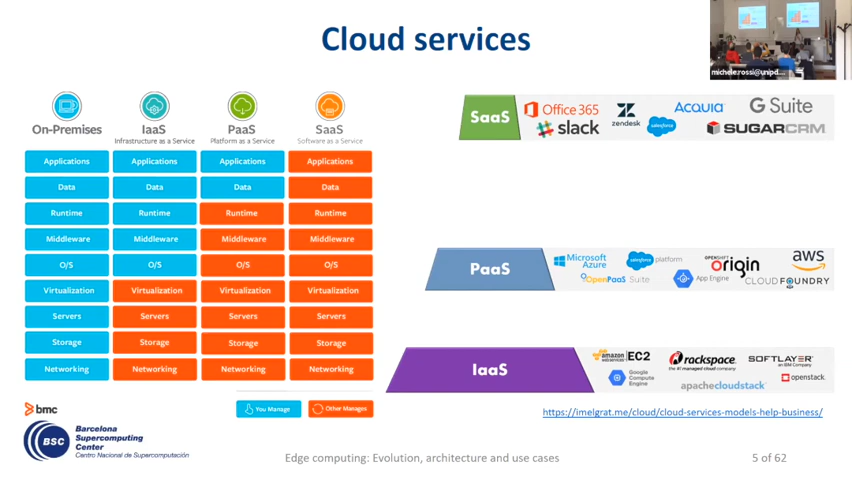 Cloud services
michele.rossi@unipd....
On-Premises
IaaS
Infrastructure as a Service
PaaS
Platform as a Service
SaaS
Software as a Service
Applications Applications Applications Applications
Data Data Data Data
Runtime Runtime Runtime Runtime
Middleware Middleware Middleware Middleware
O/S O/S O/S O/S
Virtualization Virtualization Virtualization Virtualization
Servers Servers Servers Servers
Storage Storage Storage Storage
Networking Networking Networking Networking
You Manage Other Manages
bmc
SaaS
Office 365 zendesk ACQUIA G Suite
slack salesforce SUGARCRM
PaaS
Microsoft Azure salesforce platform OPENSHIFT origin aws
OpenPaaS Suite App Engine CLOUD FOUNDRY
IaaS
amazon webservices EC2 rackspace. SOFTLAYER
the #1 managed cloud company an IBM Company
Google Compute Engine apachecloudstack openstack.
https://imelgrat.me/cloud/cloud-services-models-help-business/
BSC
Barcelona
Supercomputing
Center
Centro Nacional de Supercomputación
Edge computing: Evolution, architecture and use cases
5 of 62